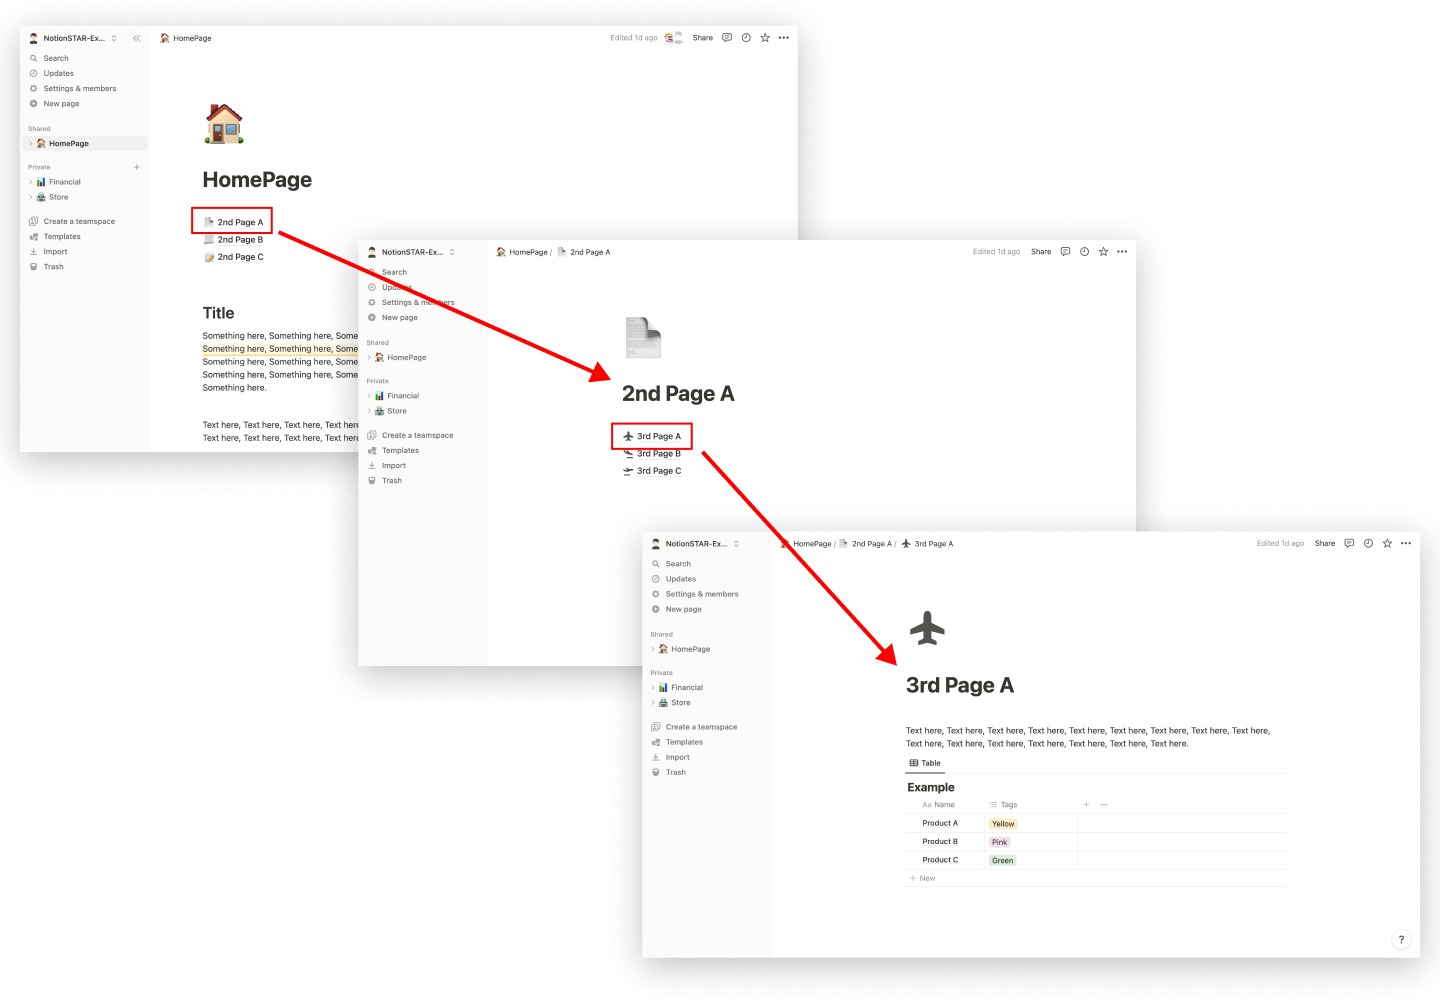 NotionSTAR-Ex...
Search
Updates
Settings & members
New page
Shared
HomePage
Private
Financial
Store
Create a teamspace
Templates
Import
Trash
HomePage
Edited 1d ago
Share
HomePage
2nd Page A
2nd Page B
2nd Page C
Title
Something here, Something here, Some
Something here, Something here, Some
Something here, Something here, Some
Something here, Something here, Some
Something here.
Text here, Text here, Text here, Text here
Text here, Text here, Text here, Text here
NotionSTAR-Ex...
Search
Updates
Settings & members
New page
Shared
HomePage
Private
Financial
Store
Create a teamspace
Templates
Import
Trash
HomePage / 2nd Page A
Edited 1d ago
Share
2nd Page A
3rd Page A
3rd Page B
3rd Page C
NotionSTAR-Ex...
Search
Updates
Settings & members
New page
Shared
HomePage
Private
Financial
Store
Create a teamspace
Templates
Import
Trash
HomePage / 2nd Page A / 3rd Page A
Edited 1d ago
Share
3rd Page A
Text here, Text here, Text here, Text here, Text here, Text here, Text here, Text here, Text here,
Text here, Text here, Text here, Text here, Text here, Text here, Text here.
Table
Example
Aa Name Tags + ...
Product A Yellow
Product B Pink
Product C Green
+ New
?